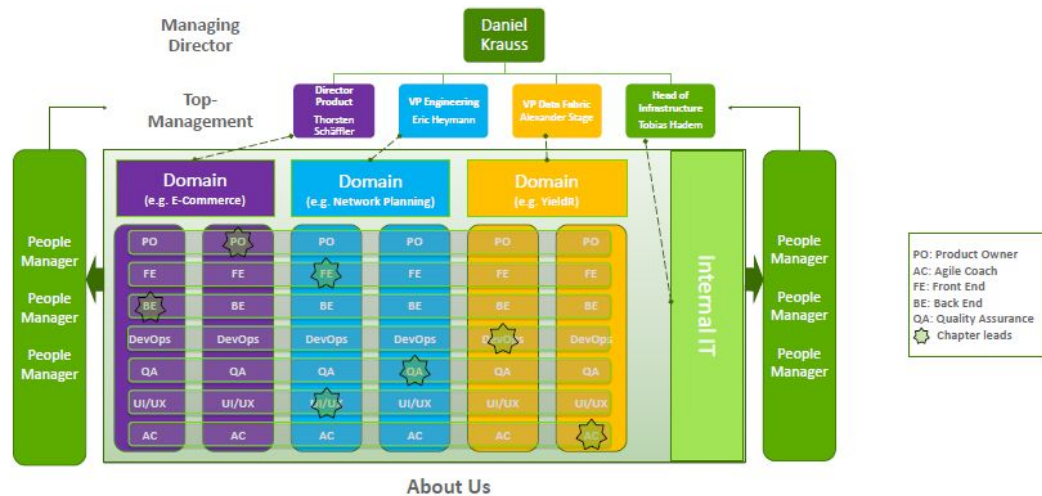 Managing
Director
Daniel
Krauss
Top-
Management
Director
Product
Thorsten
Schäffler
VP Engineering
Eric Heymann
VP Data Fabric
Alexander Stage
Head of
Infrastructure
Tobias Hadem
Domain
(e.g. E-Commerce)
Domain
(e.g. Network Planning)
Domain
(e.g. YieldR)
PO PO PO PO PO PO
FE FE FE FE FE FE
BE BE BE BE BE BE
DevOps DevOps DevOps DevOps DevOps DevOps
QA QA QA QA QA QA
UI/UX UI/UX UI/UX UI/UX UI/UX UI/UX
AC AC AC AC AC AC
Internal IT
People
Manager
People
Manager
People
Manager
People
Manager
People
Manager
People
Manager
PO: Product Owner
AC: Agile Coach
FE: Front End
BE: Back End
QA: Quality Assurance
Chapter leads
About Us